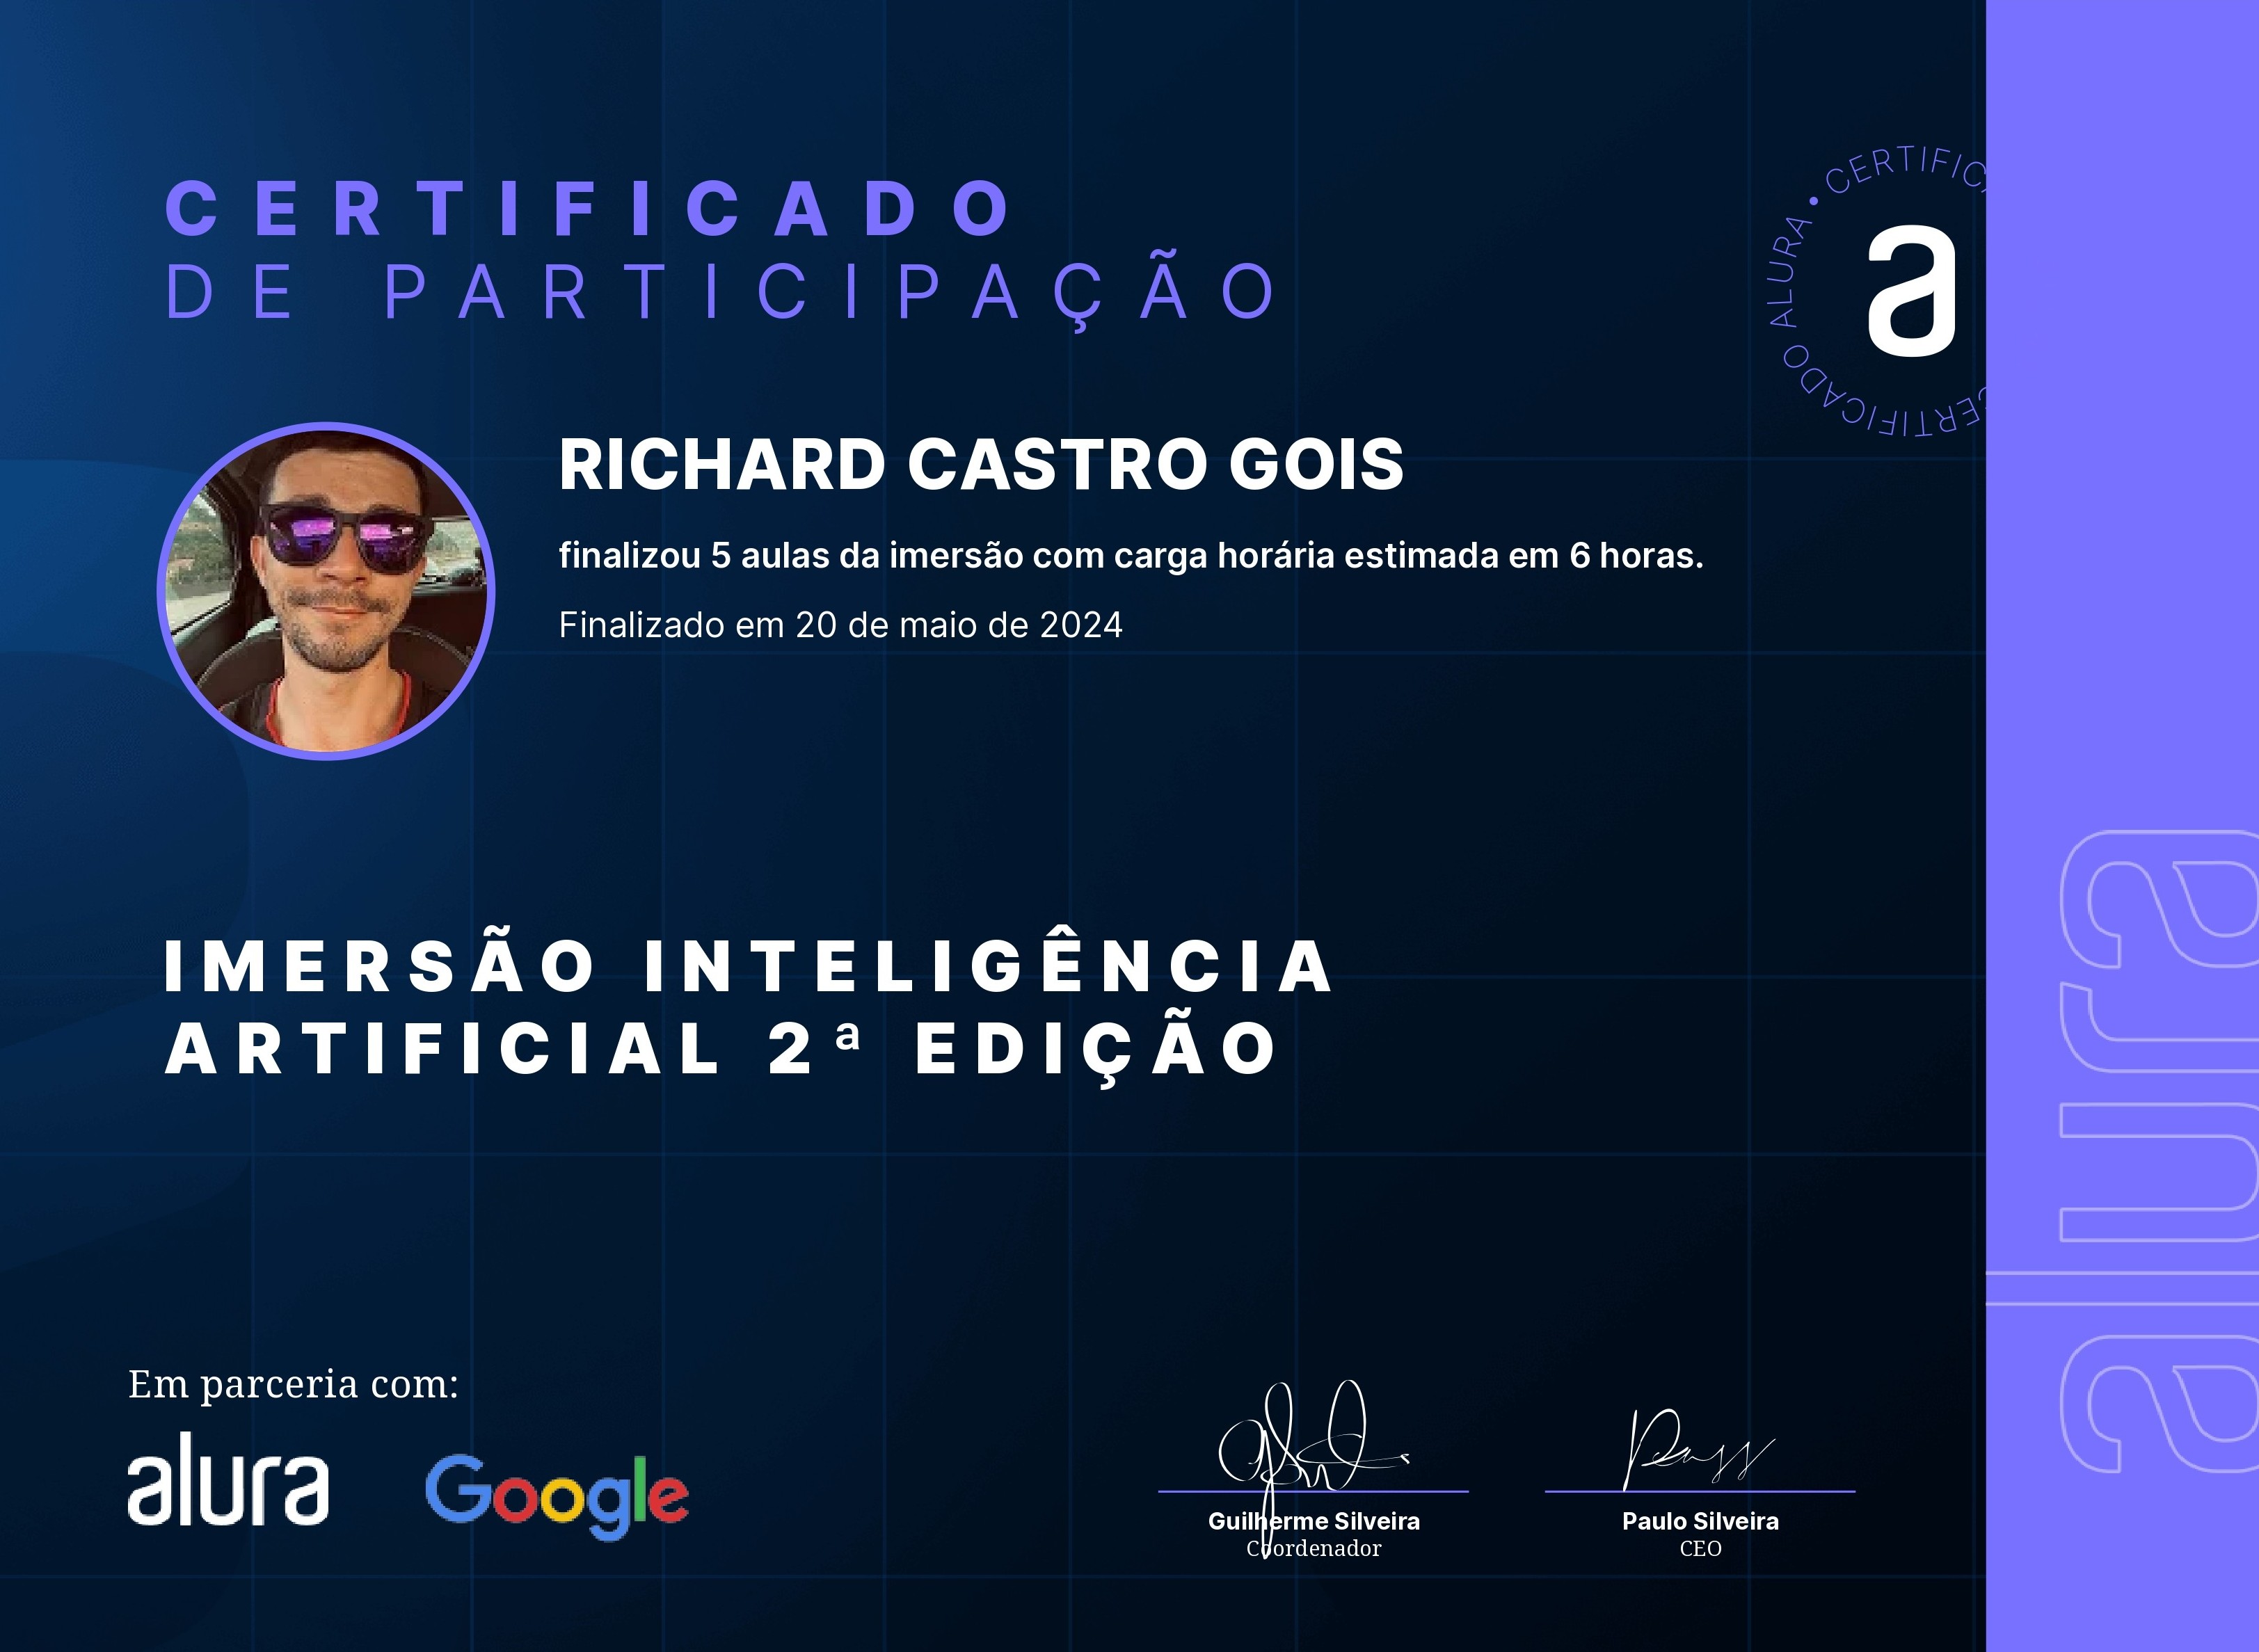 CERTIFICADO
DE PARTICIPAÇÃO
CERTIFICADO ALURA • CERTIFIC
CERTIFICADO
a
RICHARD CASTRO GOIS
finalizou 5 aulas da imersão com carga horária estimada em 6 horas.
Finalizado em 20 de maio de 2024
IMERSÃO INTELIGÊNCIA
ARTIFICIAL 2ª EDIÇÃO
alura
Em parceria com:
alura Google
Guilherme Silveira
Coordenador
Paulo Silveira
CEO